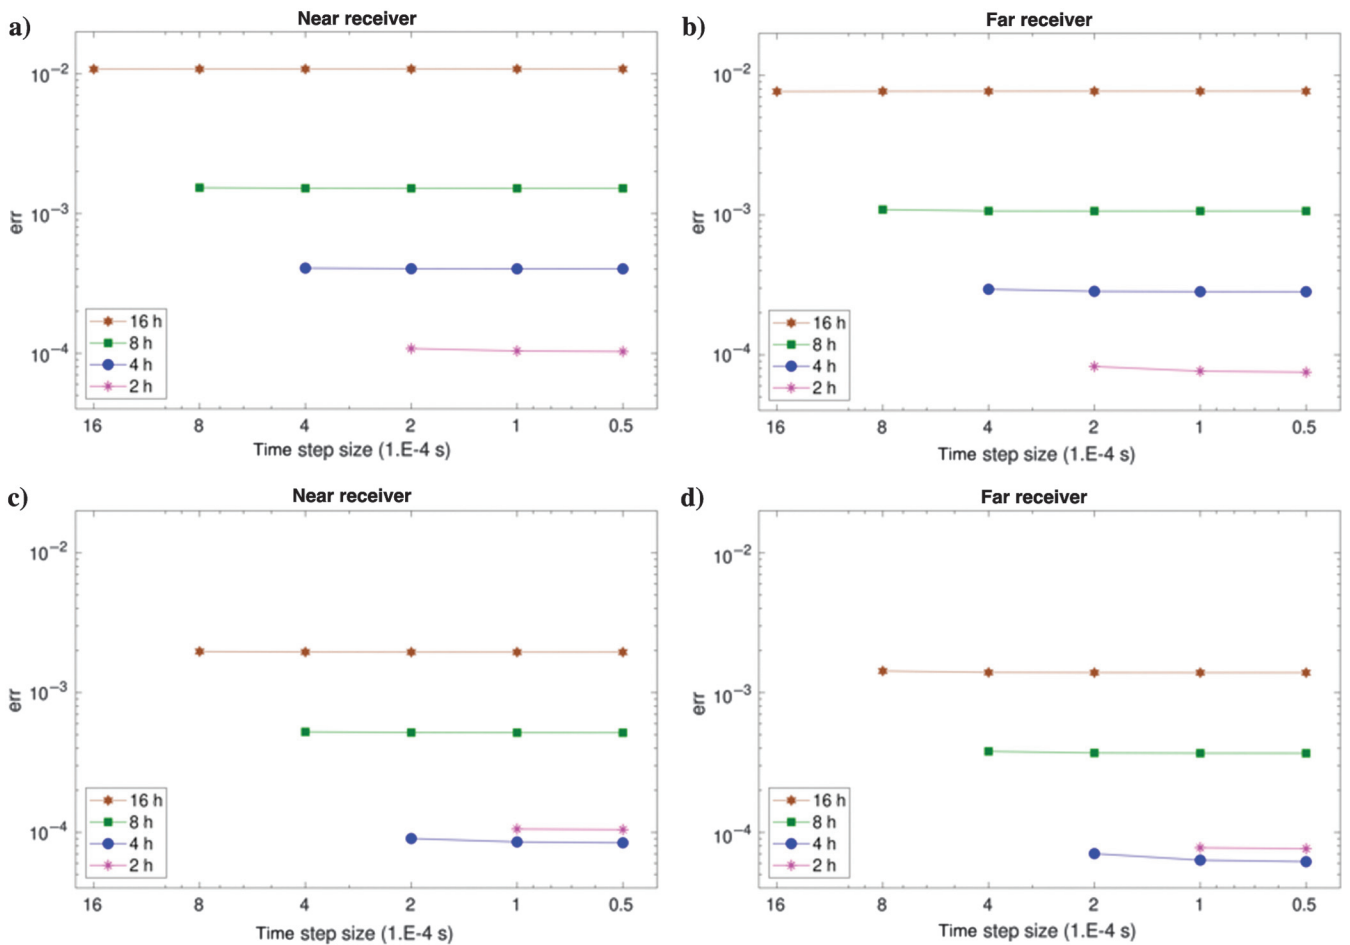 a)
Near receiver
10−2
10−3
10−4
err
16 h
8 h
4 h
2 h
16 8 4 2 1 0.5
Time step size (1.E-4 s)
b)
Far receiver
10−2
10−3
10−4
err
16 h
8 h
4 h
2 h
16 8 4 2 1 0.5
Time step size (1.E-4 s)
c)
Near receiver
10−2
10−3
10−4
err
16 h
8 h
4 h
2 h
16 8 4 2 1 0.5
Time step size (1.E-4 s)
d)
Far receiver
10−2
10−3
10−4
err
16 h
8 h
4 h
2 h
16 8 4 2 1 0.5
Time step size (1.E-4 s)